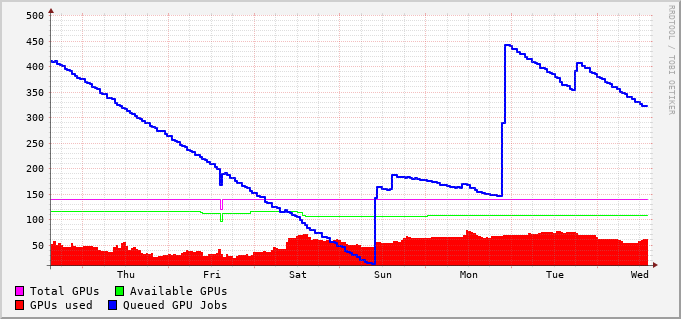 500
450
400
350
300
250
200
150
100
50
Thu Fri Sat Sun Mon Tue Wed
Total GPUs Available GPUs
GPUs used Queued GPU Jobs
RRDTOOL / TOBI OETIKER